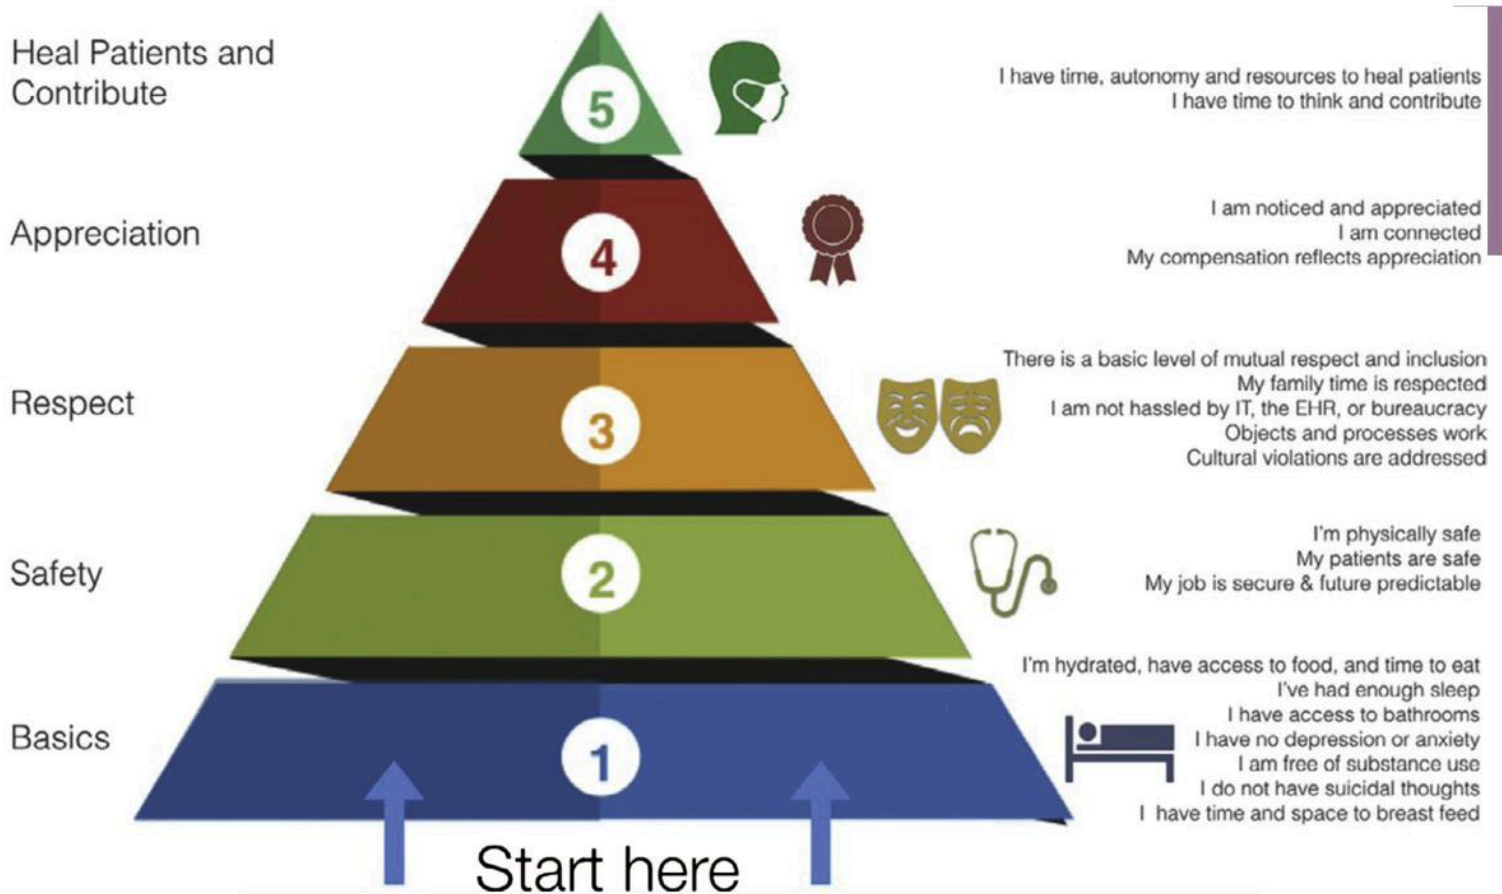 Heal Patients and
Contribute
5
I have time, autonomy and resources to heal patients
I have time to think and contribute
Appreciation
4
I am noticed and appreciated
I am connected
My compensation reflects appreciation
Respect
3
There is a basic level of mutual respect and inclusion
My family time is respected
I am not hassled by IT, the EHR, or bureaucracy
Objects and processes work
Cultural violations are addressed
Safety
2
I'm physically safe
My patients are safe
My job is secure & future predictable
Basics
1
I'm hydrated, have access to food, and time to eat
I've had enough sleep
I have access to bathrooms
I have no depression or anxiety
I am free of substance use
I do not have suicidal thoughts
I have time and space to breast feed
Start here